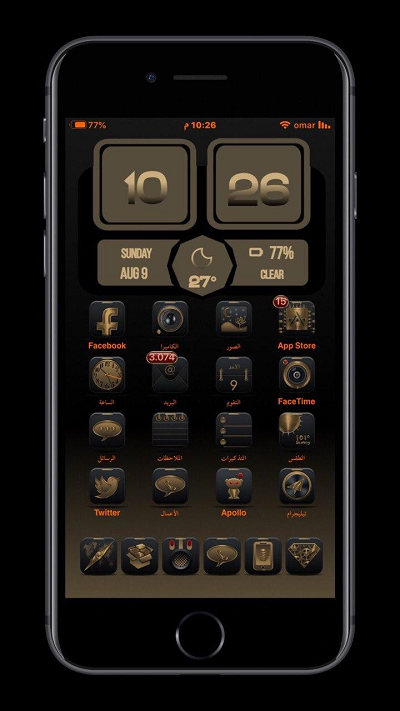 77%
10:26 م
omar
10
26
SUNDAY
AUG 9
27°
77%
CLEAR
Facebook
الكاميرا
الصور
15
App Store
الساعة
3.074
@
البريد
الأحد
9
التقويم
FaceTime
الرسائل
الملاحظات
التذكيرات
101°
الطقس
Twitter
الأعمال
Apollo
تيليجرام